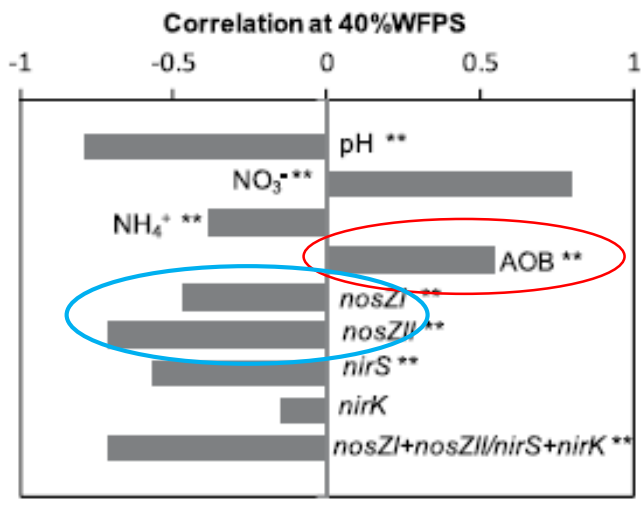 Correlation at 40%WFPS
-1 -0.5 0 0.5 1
pH **
NO₃-**
NH₄⁺ **
AOB **
nosZI **
nosZII **
nirS **
nirK
nosZI+nosZII/nirS+nirK **